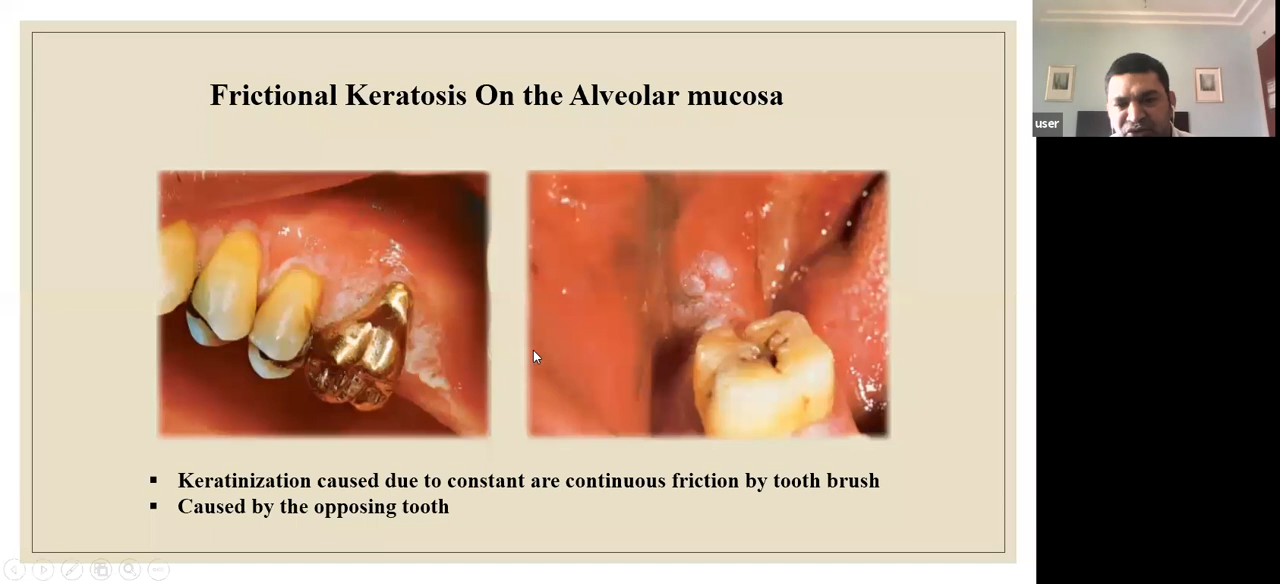 Frictional Keratosis On the Alveolar mucosa
user
▪ Keratinization caused due to constant are continuous friction by tooth brush
▪ Caused by the opposing tooth